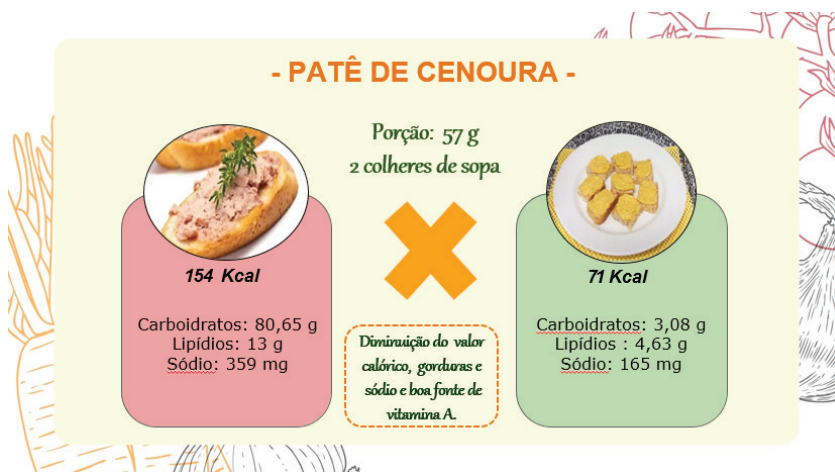 - PATÊ DE CENOURA -
Porção: 57 g
2 colheres de sopa
154 Kcal
Carboidratos: 80,65 g
Lipídios: 13 g
Sódio: 359 mg
Diminuição do valor
calórico, gorduras e
sódio e boa fonte de
vitamina A.
71 Kcal
Carboidratos: 3,08 g
Lipídios : 4,63 g
Sódio: 165 mg